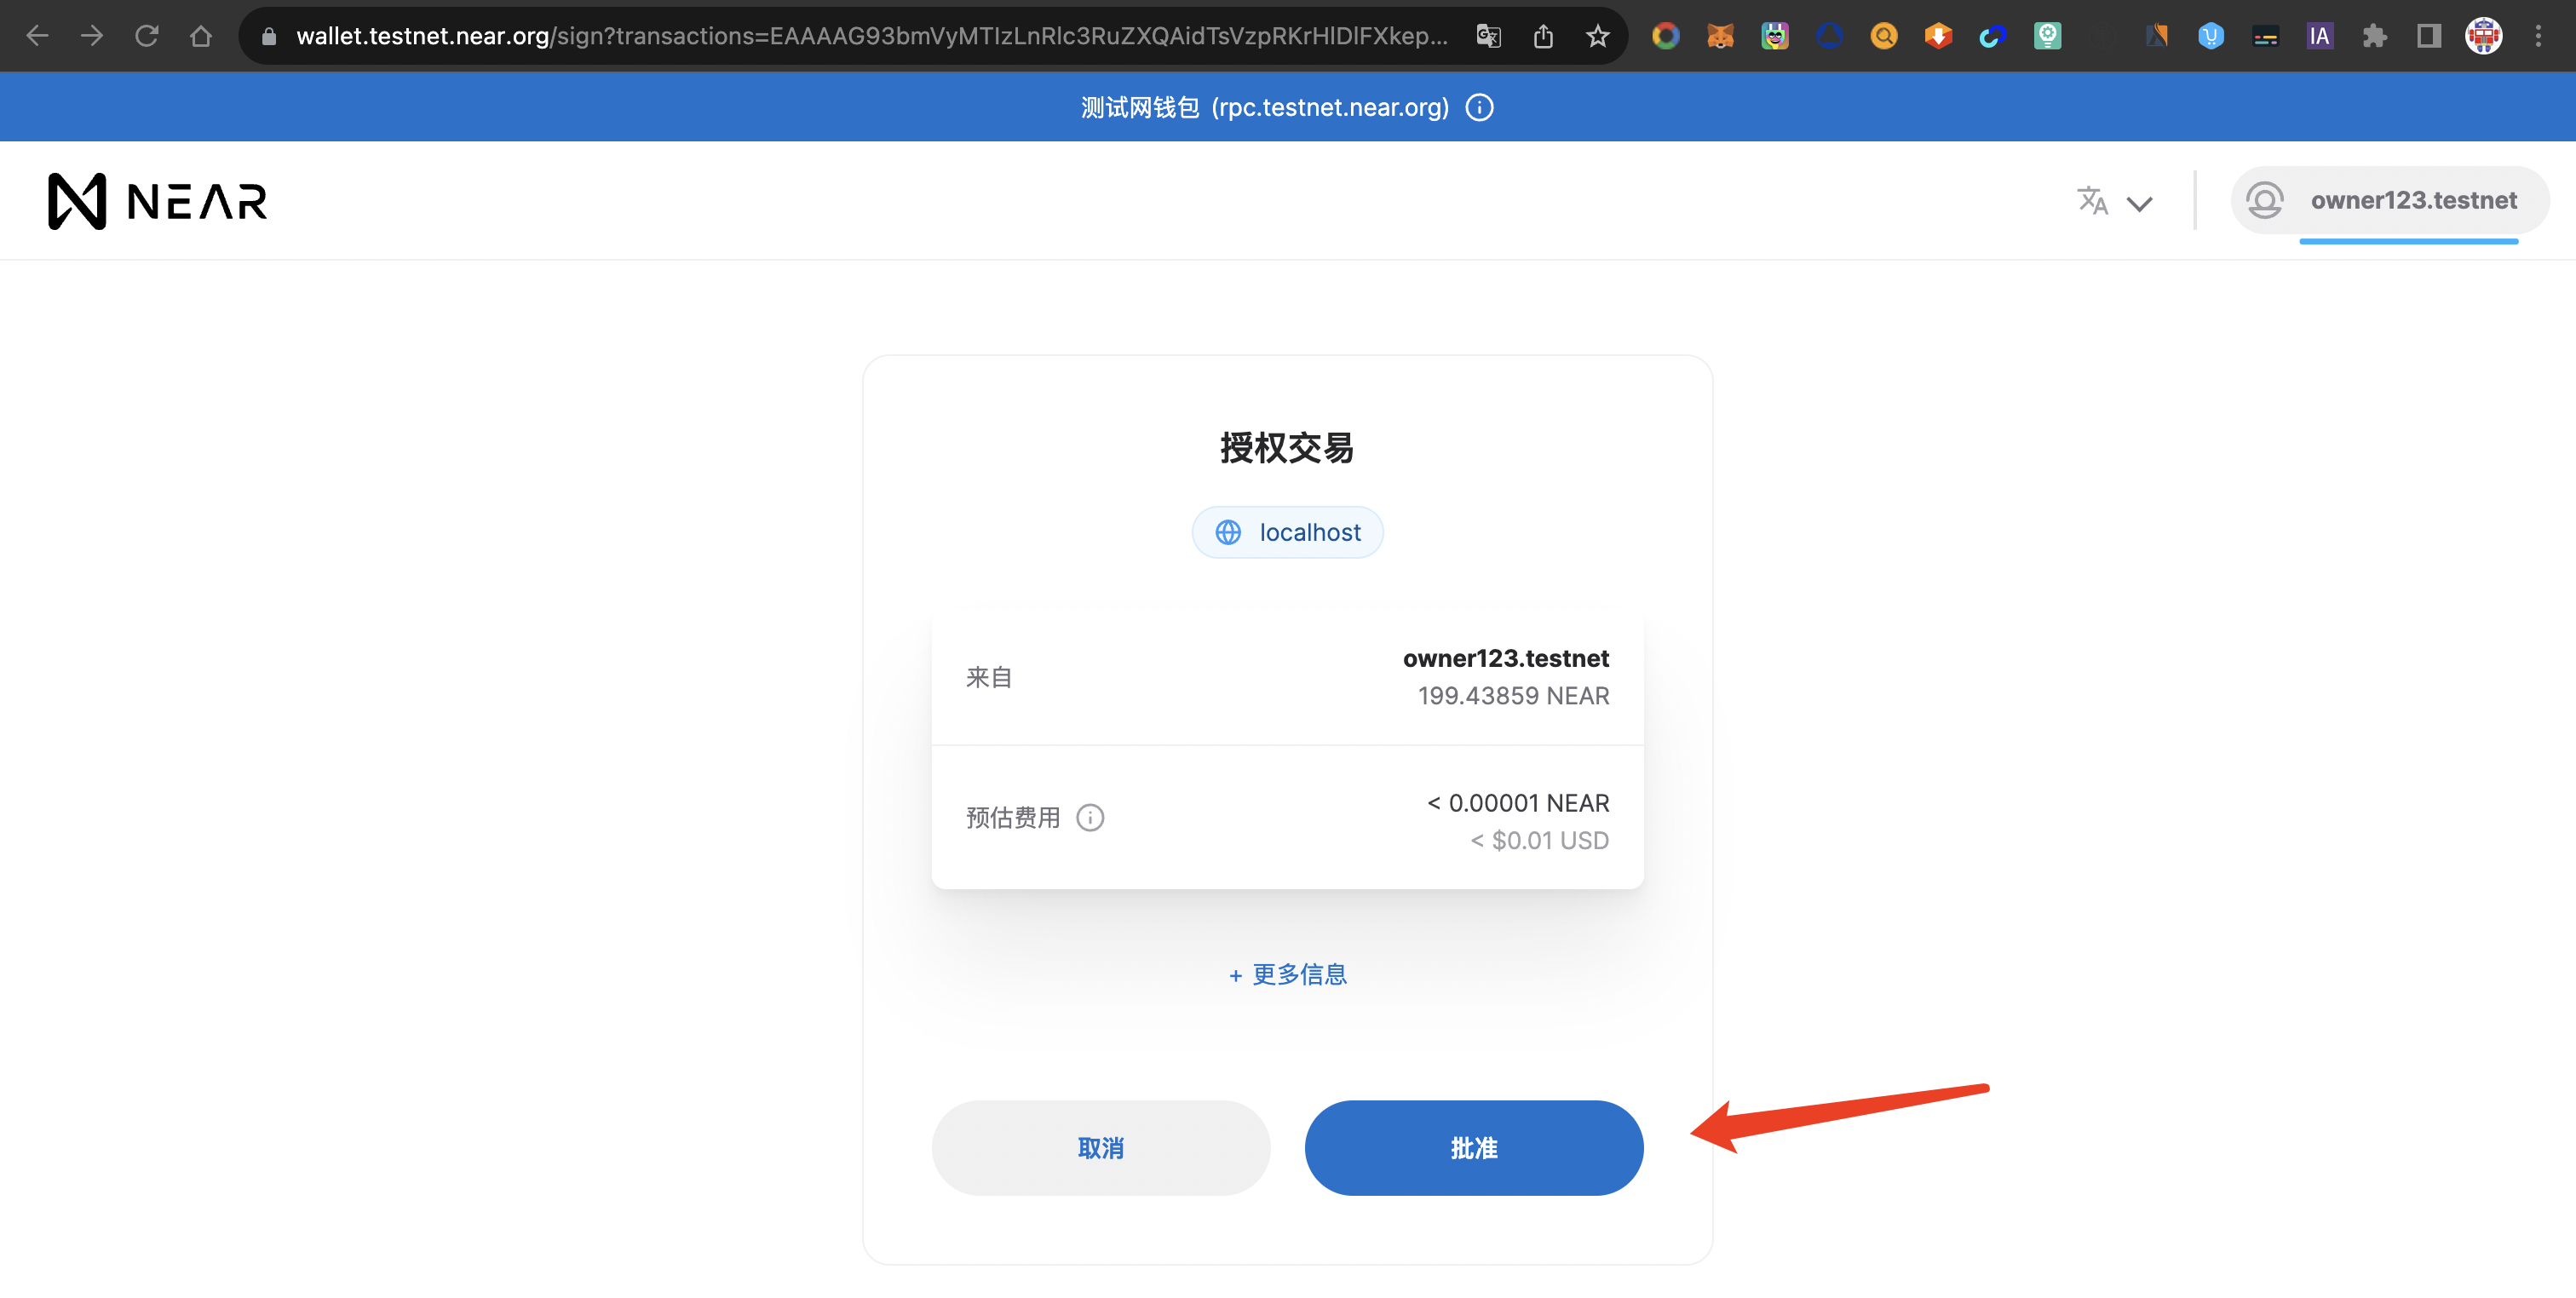 wallet.testnet.near.org/sign?transactions=EAAAAG93bmVyMTIzLnRlc3RuZXQAidTsVzpRKrHlDlFXkep...
IA
测试网钱包 (rpc.testnet.near.org)
NEAR
owner123.testnet
授权交易
localhost
来自
owner123.testnet
199.43859 NEAR
预估费用
< 0.00001 NEAR
< $0.01 USD
+ 更多信息
取消
批准